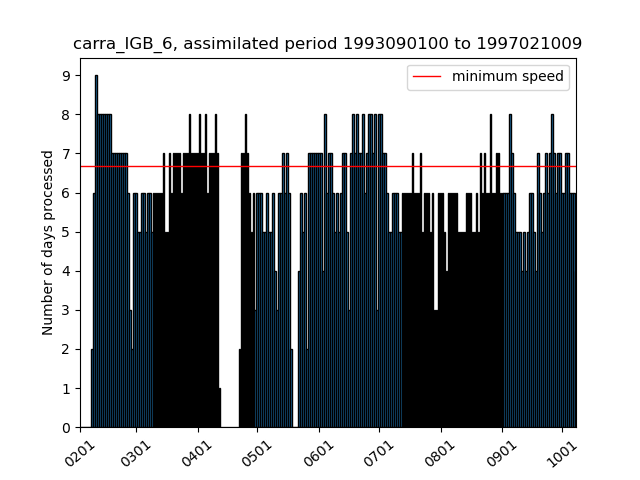 carra_IGB_6, assimilated period 1993090100 to 1997021009
minimum speed
Number of days processed
9
8
7
6
5
4
3
2
1
0
0201 0301 0401 0501 0601 0701 0801 0901 1001